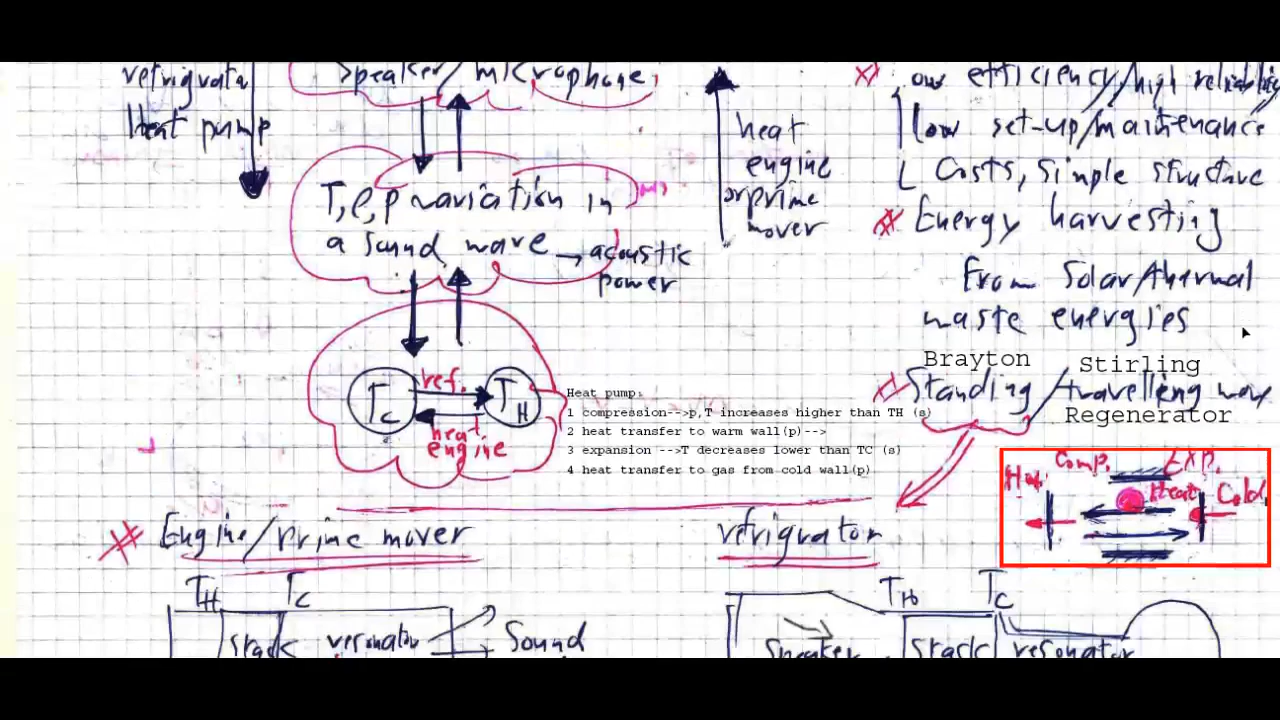 refrigrator
Heat pump
Speaker/microphone
T, ρ, p variation in
a sound wave → acoustic
power
heat
engine
or prime
mover
low efficiency/high reliability
low set-up/maintenance
Costs, Simple structure
Energy harvesting
From Solar/thermal
waste energies
Brayton Stirling
Standing/travelling wave
Regenerator
Tc ref. TH
heat
engine
Heat pump:
1 compression-->p,T increases higher than TH (s)
2 heat transfer to warm wall(p)-->
3 expansion -->T decreases lower than TC (s)
4 heat transfer to gas from cold wall(p)
Hot. Comp. Exp.
Heat Cold.
Engine/prime mover
refrigrator
TH Tc
stack resonator Sound
TH Tc
Speaker stack resonator